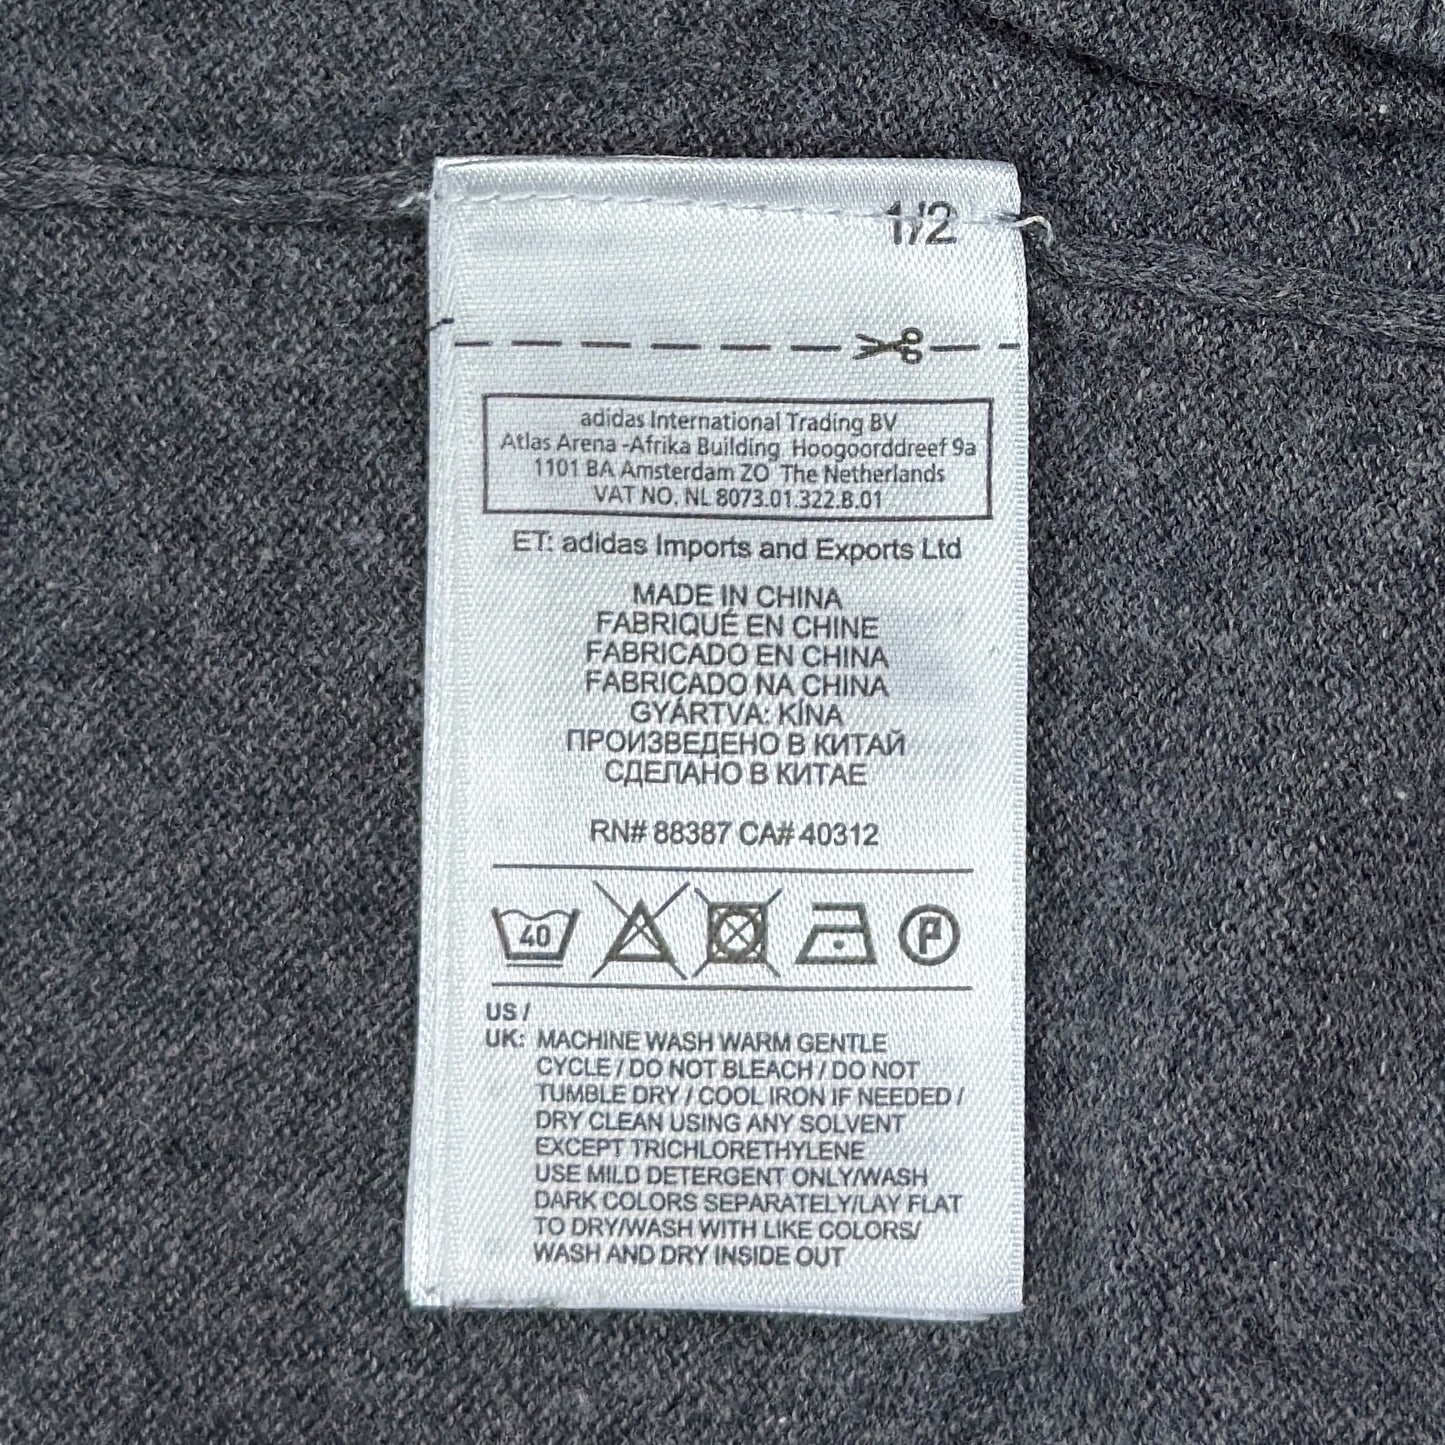 1/2
adidas International Trading BV
Atlas Arena -Afrika Building Hoogoorddreef 9a
1101 BA Amsterdam ZO The Netherlands
VAT NO. NL 8073.01.322.B.01
ET: adidas Imports and Exports Ltd
MADE IN CHINA
FABRIQUÉ EN CHINE
FABRICADO EN CHINA
FABRICADO NA CHINA
GYÁRTVA: KÍNA
ПРОИЗВЕДЕНО В КИТАЙ
СДЕЛАНО В КИТАЕ
RN# 88387 CA# 40312
40 P
US /
UK: MACHINE WASH WARM GENTLE
CYCLE / DO NOT BLEACH / DO NOT
TUMBLE DRY / COOL IRON IF NEEDED /
DRY CLEAN USING ANY SOLVENT
EXCEPT TRICHLORETHYLENE
USE MILD DETERGENT ONLY/WASH
DARK COLORS SEPARATELY/LAY FLAT
TO DRY/WASH WITH LIKE COLORS/
WASH AND DRY INSIDE OUT